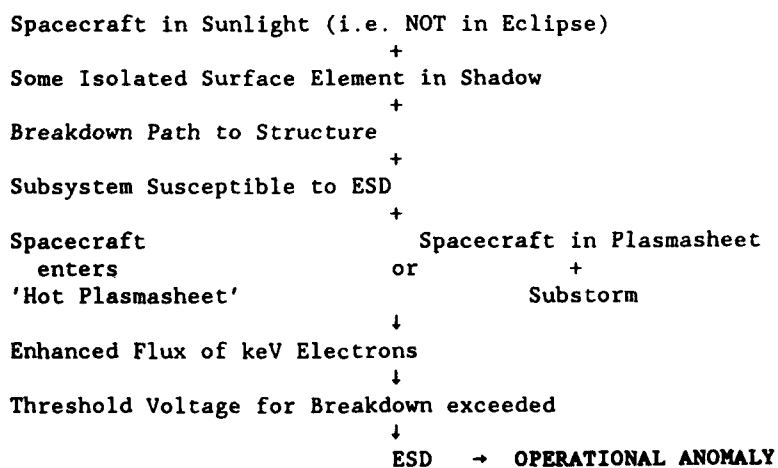 Spacecraft in Sunlight (i.e. NOT in Eclipse)
+
Some Isolated Surface Element in Shadow
+
Breakdown Path to Structure
+
Subsystem Susceptible to ESD
+
Spacecraft Spacecraft in Plasmasheet
enters or +
'Hot Plasmasheet' Substorm
↓
Enhanced Flux of keV Electrons
↓
Threshold Voltage for Breakdown exceeded
↓
ESD → OPERATIONAL ANOMALY